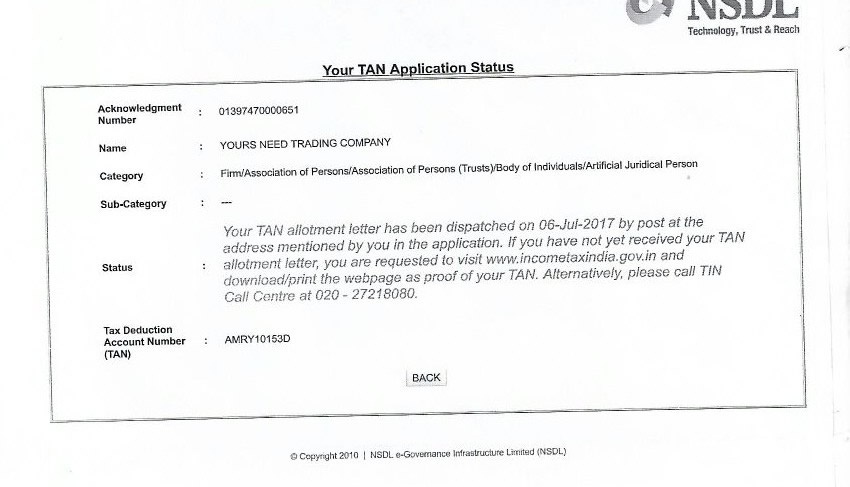 NSDL
Technology, Trust & Reach
Your TAN Application Status
Acknowledgment Number : 01397470000651
Name : YOURS NEED TRADING COMPANY
Category : Firm/Association of Persons/Association of Persons (Trusts)/Body of Individuals/Artificial Juridical Person
Sub-Category : ---
Status : Your TAN allotment letter has been dispatched on 06-Jul-2017 by post at the
address mentioned by you in the application. If you have not yet received your TAN
allotment letter, you are requested to visit www.incometaxindia.gov.in and
download/print the webpage as proof of your TAN. Alternatively, please call TIN
Call Centre at 020 - 27218080.
Tax Deduction
Account Number : AMRY10153D
(TAN)
BACK
© Copyright 2010 | NSDL e-Governance Infrastructure Limited (NSDL)